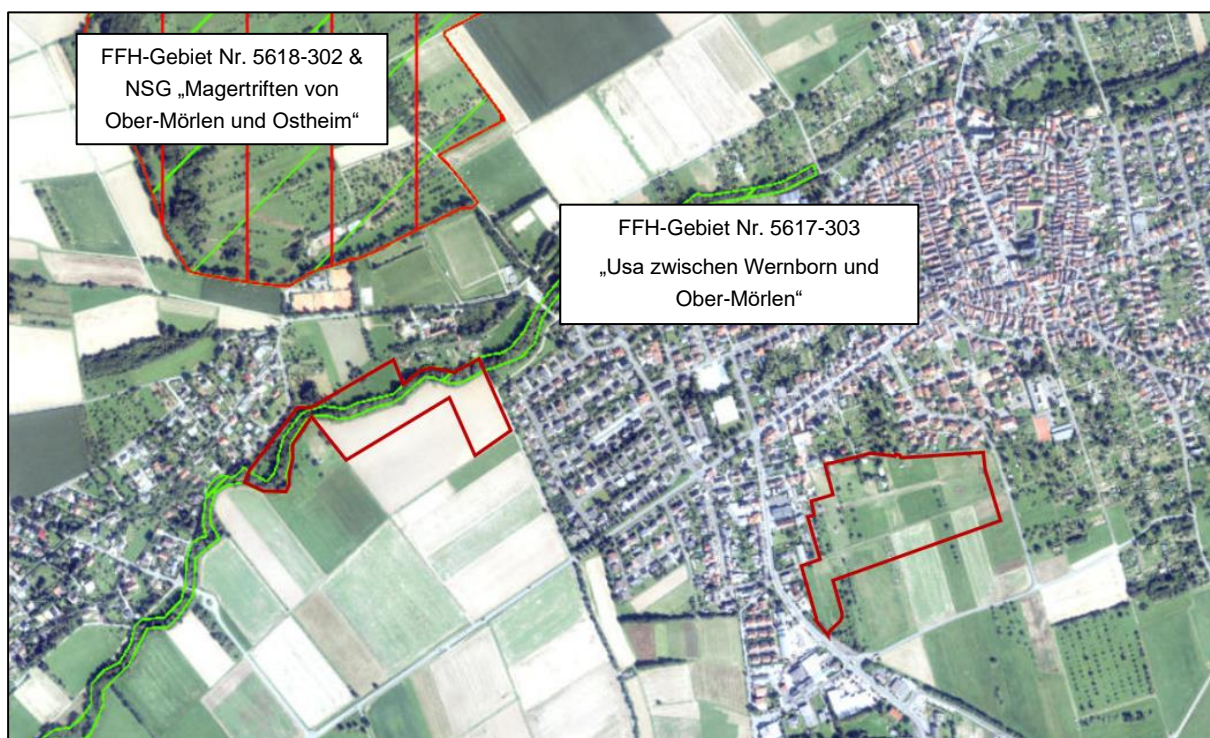 FFH-Gebiet Nr. 5618-302 &
NSG „Magertriften von
Ober-Mörlen und Ostheim“
FFH-Gebiet Nr. 5617-303
„Usa zwischen Wernborn und
Ober-Mörlen“